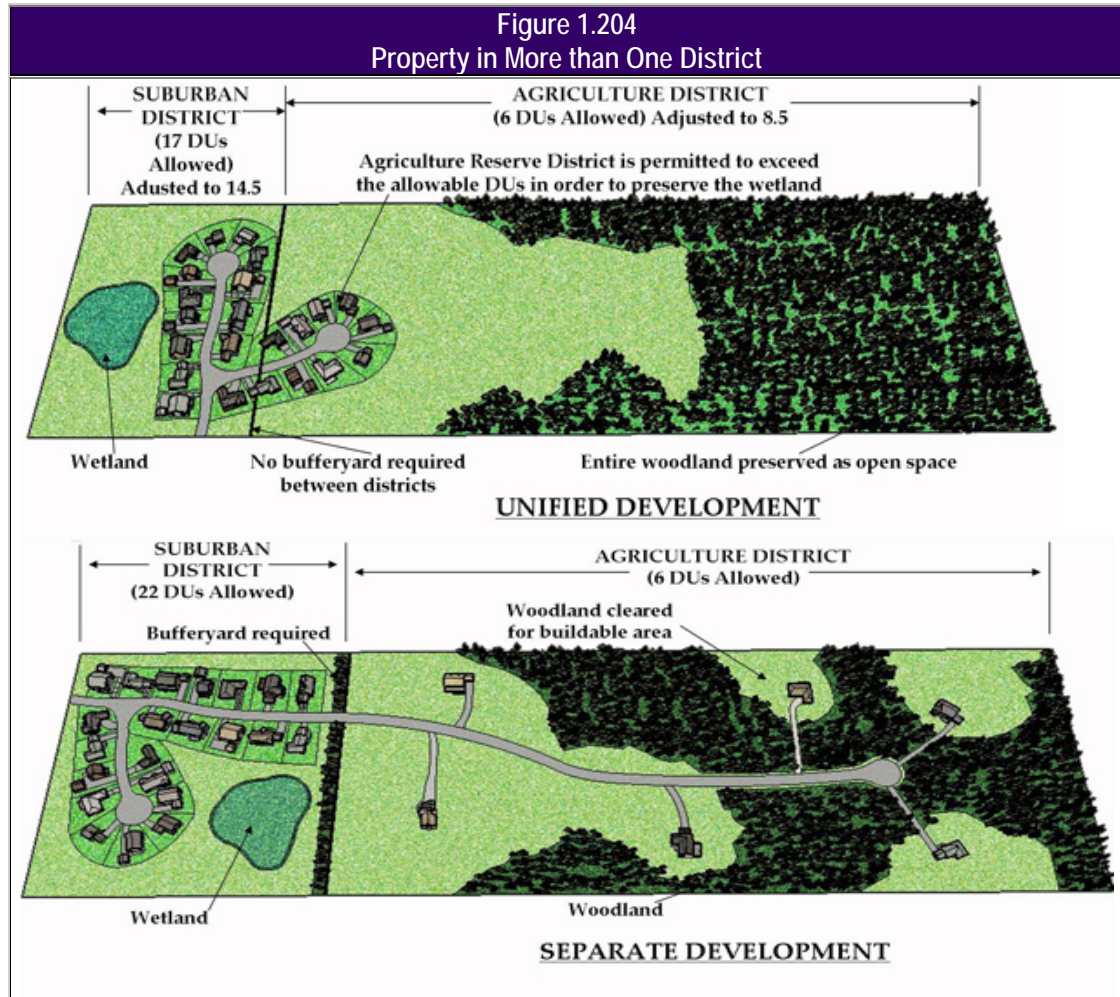 Figure 1.204
Property in More than One District
SUBURBAN
DISTRICT
(17 DUs
Allowed)
Adusted to 14.5
AGRICULTURE DISTRICT
(6 DUs Allowed) Adjusted to 8.5
Agriculture Reserve District is permitted to exceed
the allowable DUs in order to preserve the wetland
Wetland
No bufferyard required
between districts
Entire woodland preserved as open space
UNIFIED DEVELOPMENT
SUBURBAN
DISTRICT
(22 DUs Allowed)
AGRICULTURE DISTRICT
(6 DUs Allowed)
Bufferyard required
Woodland cleared
for buildable area
Wetland
Woodland
SEPARATE DEVELOPMENT